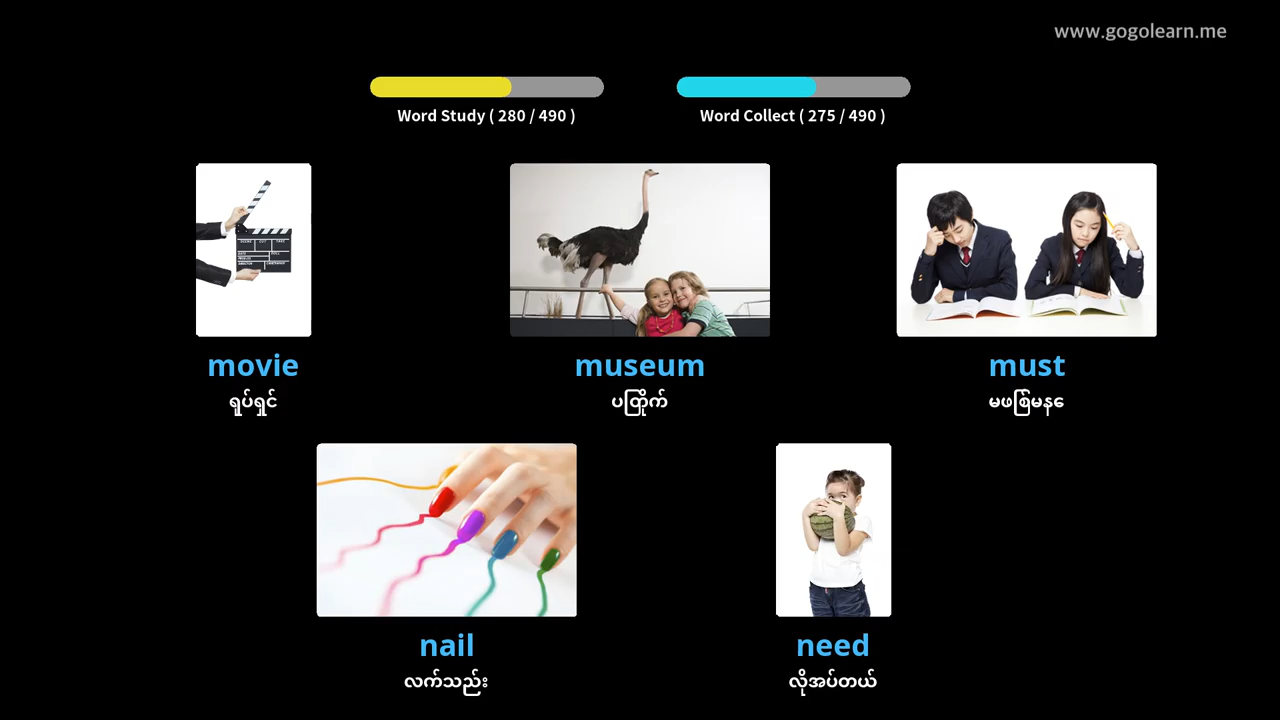 www.gogolearn.me
Word Study ( 280 / 490 )
Word Collect ( 275 / 490 )
movie
ရုပ်ရှင်
museum
ပြတိုက်
must
မဖြစ်မနေ
nail
လက်သည်း
need
လိုအပ်တယ်